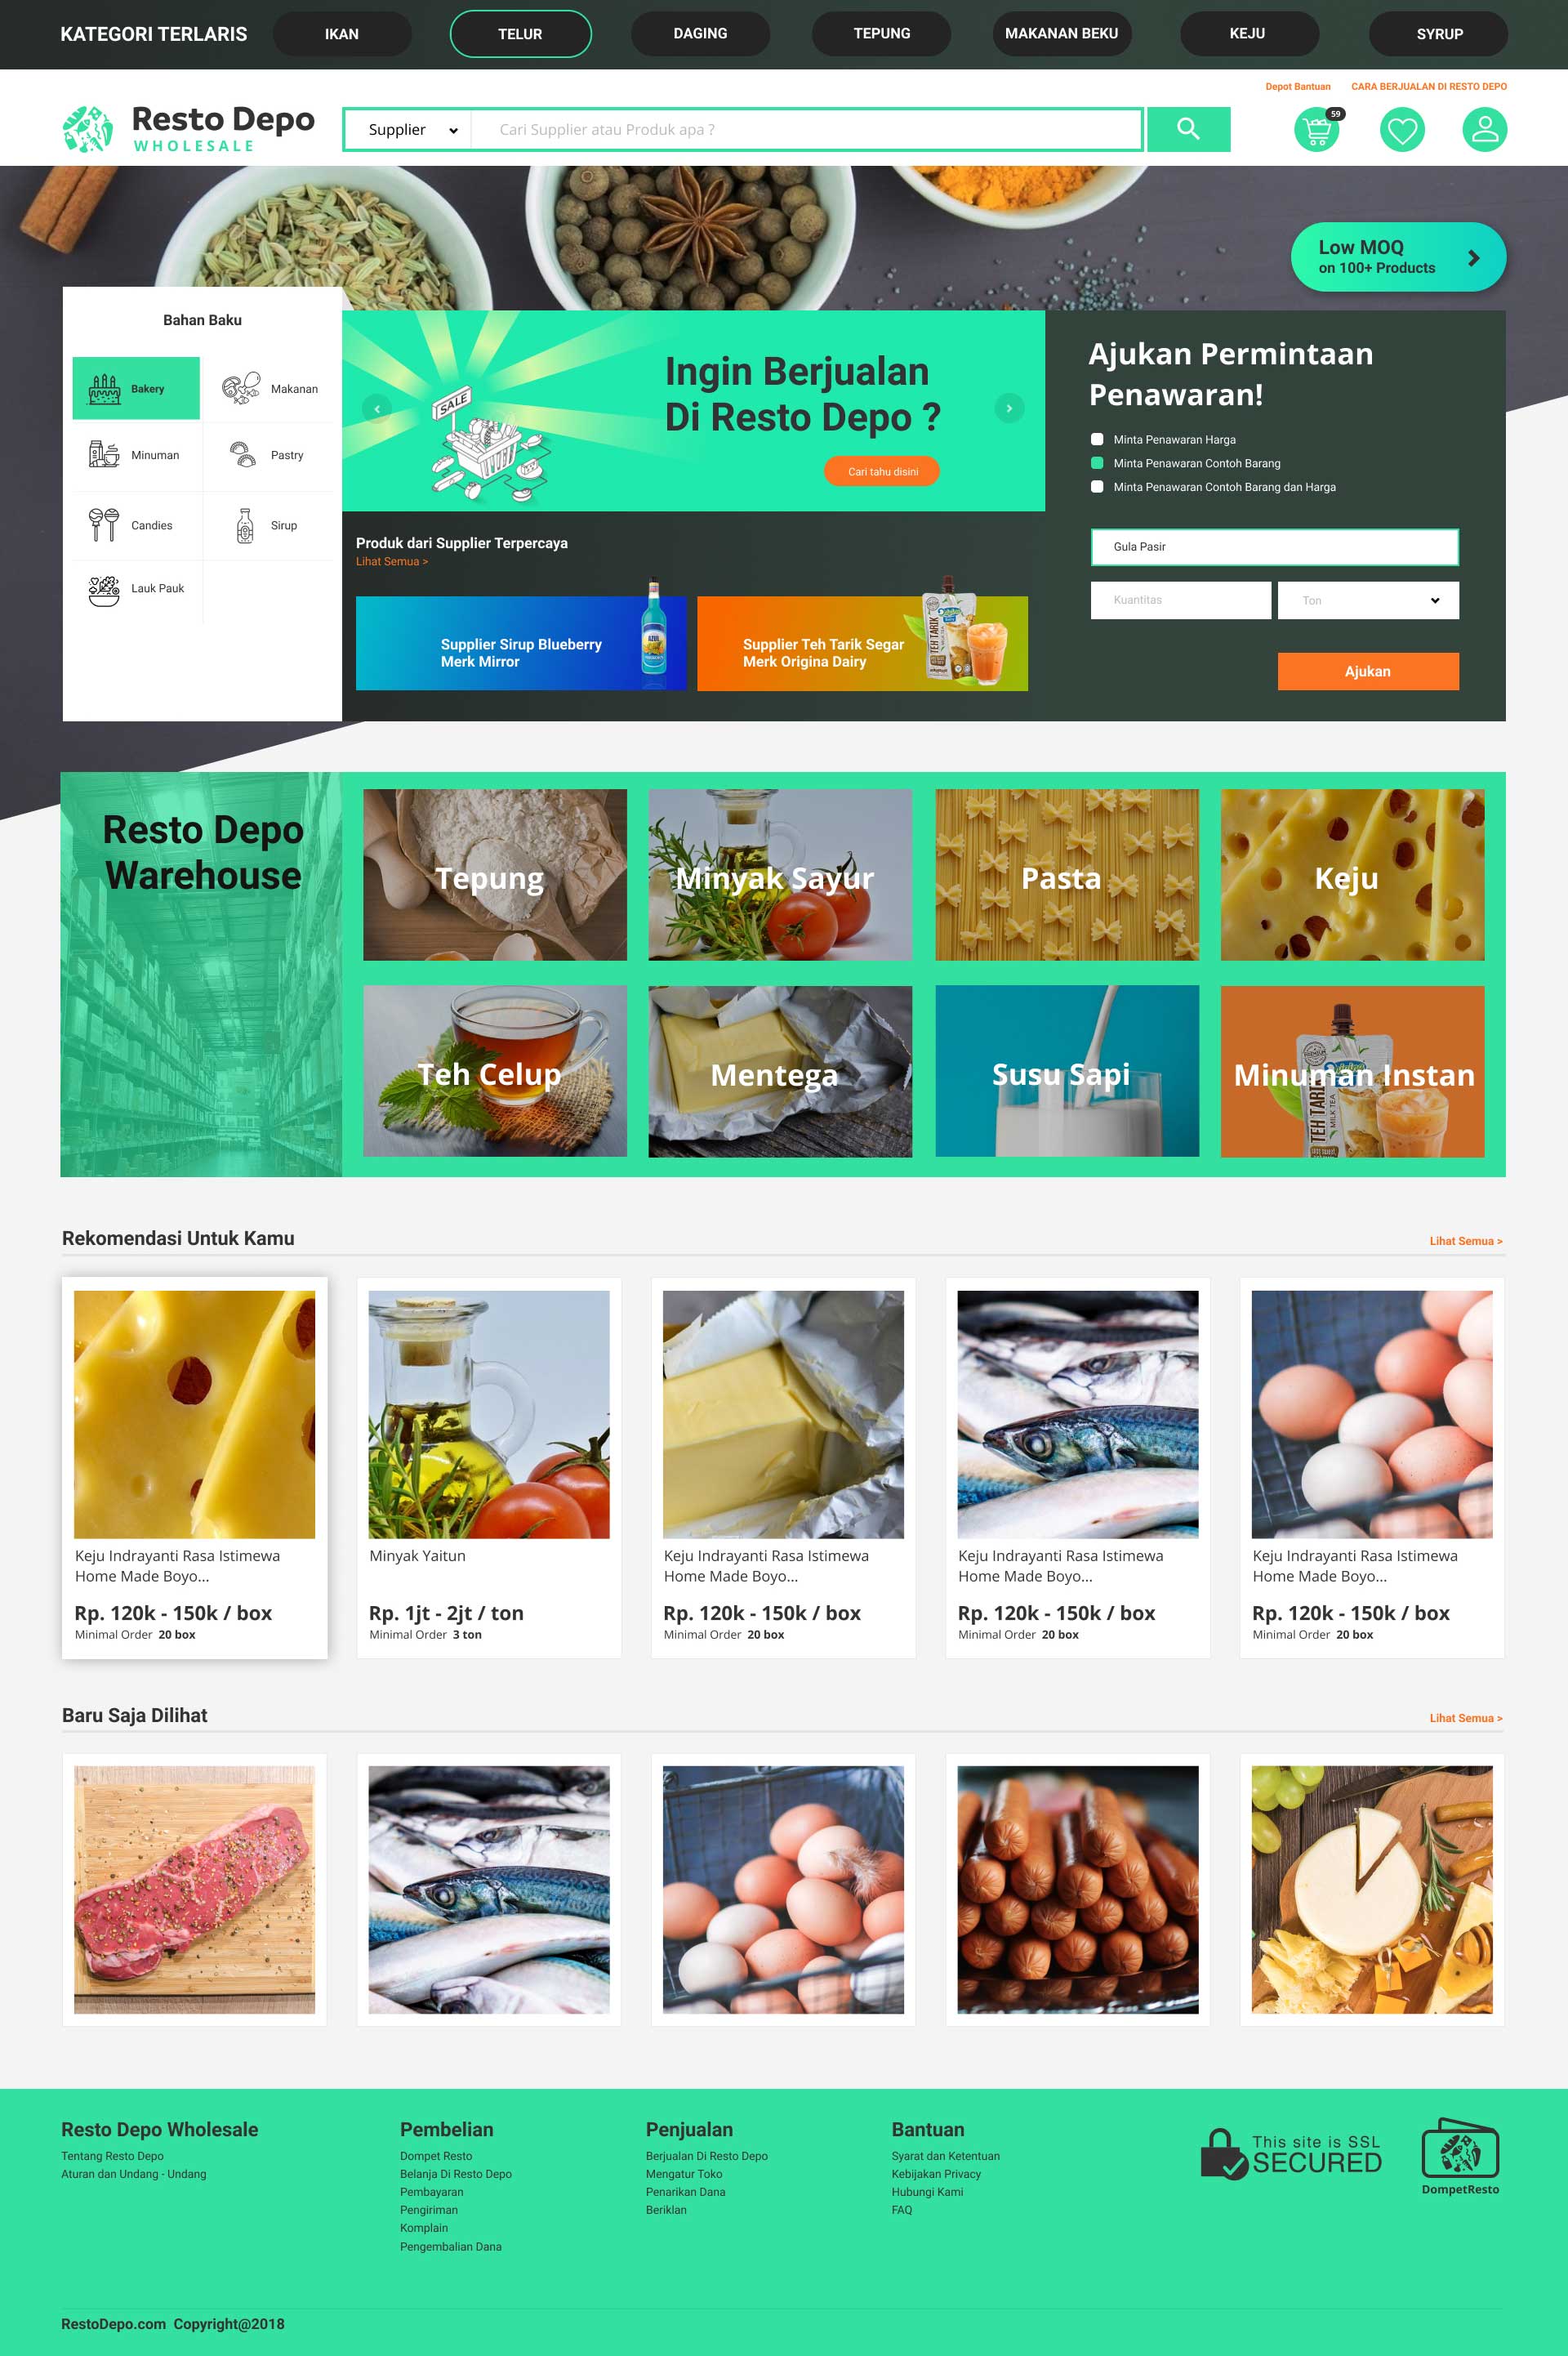 KATEGORI TERLARIS
IKAN
TELUR
DAGING
TEPUNG
MAKANAN BEKU
KEJU
SYRUP
Depot Bantuan
CARA BERJUALAN DI RESTO DEPO
Resto Depo
WHOLESALE
Supplier
Cari Supplier atau Produk apa ?
59
Low MOQ
on 100+ Products
Bahan Baku
Bakery
Makanan
Minuman
Pastry
Candies
Sirup
Lauk Pauk
SALE
Ingin Berjualan
Di Resto Depo ?
Cari tahu disini
Produk dari Supplier Terpercaya
Lihat Semua >
Supplier Sirup Blueberry
Merk Mirror
Supplier Teh Tarik Segar
Merk Origina Dairy
TEH TARIK
Ajukan Permintaan
Penawaran!
Minta Penawaran Harga
Minta Penawaran Contoh Barang
Minta Penawaran Contoh Barang dan Harga
Gula Pasir
Kuantitas
Ton
Ajukan
Resto Depo
Warehouse
Tepung
Minyak Sayur
Pasta
Keju
Teh Celup
Mentega
Susu Sapi
Minuman Instan
MILK TEA
Rekomendasi Untuk Kamu
Lihat Semua >
Keju Indrayanti Rasa Istimewa
Home Made Boyo...
Rp. 120k - 150k / box
Minimal Order 20 box
Minyak Yaitun
Rp. 1jt - 2jt / ton
Minimal Order 3 ton
Keju Indrayanti Rasa Istimewa
Home Made Boyo...
Rp. 120k - 150k / box
Minimal Order 20 box
Keju Indrayanti Rasa Istimewa
Home Made Boyo...
Rp. 120k - 150k / box
Minimal Order 20 box
Keju Indrayanti Rasa Istimewa
Home Made Boyo...
Rp. 120k - 150k / box
Minimal Order 20 box
Baru Saja Dilihat
Lihat Semua >
Resto Depo Wholesale
Tentang Resto Depo
Aturan dan Undang - Undang
Pembelian
Dompet Resto
Belanja Di Resto Depo
Pembayaran
Pengiriman
Komplain
Pengembalian Dana
Penjualan
Berjualan Di Resto Depo
Mengatur Toko
Penarikan Dana
Beriklan
Bantuan
Syarat dan Ketentuan
Kebijakan Privacy
Hubungi Kami
FAQ
This site is SSL
SECURED
DompetResto
RestoDepo.com Copyright@2018